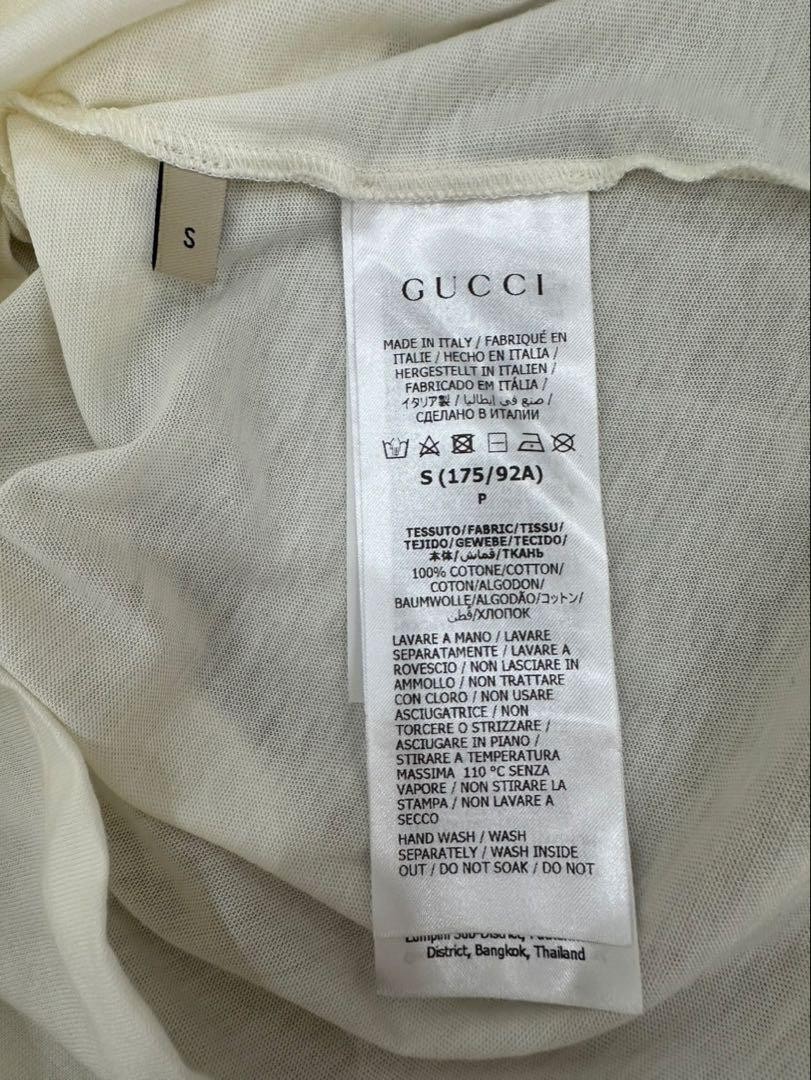 S
GUCCI
MADE IN ITALY / FABRIQUÉ EN
ITALIE / HECHO EN ITALIA /
HERGESTELLT IN ITALIEN /
FABRICADO EM ITÁLIA /
イタリア製 / صنع في إيطاليا /
СДЕЛАНО В ИТАЛИИ
S (175/92A)
P
TESSUTO/FABRIC/TISSU/
TEJIDO/GEWEBE/TECIDO/
本体/قماش/ТКАНЬ
100% COTONE/COTTON/
COTON/ALGODON/
BAUMWOLLE/ALGODÃO/コットン/
قطن/ХЛОПОК
LAVARE A MANO / LAVARE
SEPARATAMENTE / LAVARE A
ROVESCIO / NON LASCIARE IN
AMMOLLO / NON TRATTARE
CON CLORO / NON USARE
ASCIUGATRICE / NON
TORCERE O STRIZZARE /
ASCIUGARE IN PIANO /
STIRARE A TEMPERATURA
MASSIMA 110 °C SENZA
VAPORE / NON STIRARE LA
STAMPA / NON LAVARE A
SECCO
HAND WASH / WASH
SEPARATELY / WASH INSIDE
OUT / DO NOT SOAK / DO NOT
District, Bangkok, Thailand